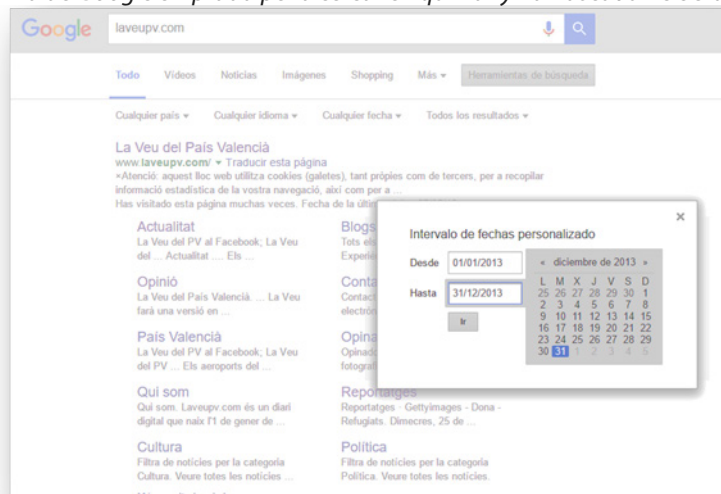 Google
laveupv.com
Todo Vídeos Noticias Imágenes Shopping Más Herramientas de búsqueda
Cualquier país Cualquier idioma Cualquier fecha Todos los resultados
La Veu del País Valencià
www.laveupv.com/ Traducir esta página
»Atenció: aquest lloc web utilitza cookies (galetes), tant pròpies com de tercers, per a recopilar
informació estadística de la vostra navegació, així com per a ...
Has visitado esta página muchas veces. Fecha de la
Actualitat
La Veu del PV al Facebook; La Veu
del ... Actualitat .... Els ...
Opinió
La Veu del País Valencià. ... La Veu
farà una versió en ...
País Valencià
La Veu del PV al Facebook; La Veu
del PV ... Els aeroports del ...
Qui som
Qui som. Laveupv.com és un diari
digital que naix l'1 de gener de ...
Cultura
Filtra de notícies per la categoria
Cultura. Veure totes les notícies ...
Blogs
Tots
Reportatges
Reportatges - Gettyimages - Dona -
Refugiats. Dimecres, 25 de ...
Política
Filtra de notícies per la categoria
Política. Veure totes les notícies.
×
Intervalo de fechas personalizado
Desde 01/01/2013
Hasta 31/12/2013
Ir
« diciembre de 2013 »
L M X J V S D
25 26 27 28 29 30 1
2 3 4 5 6 7 8
9 10 11 12 13 14 15
16 17 18 19 20 21 22
23 24 25 26 27 28 29
30 31 1 2 3 4 5